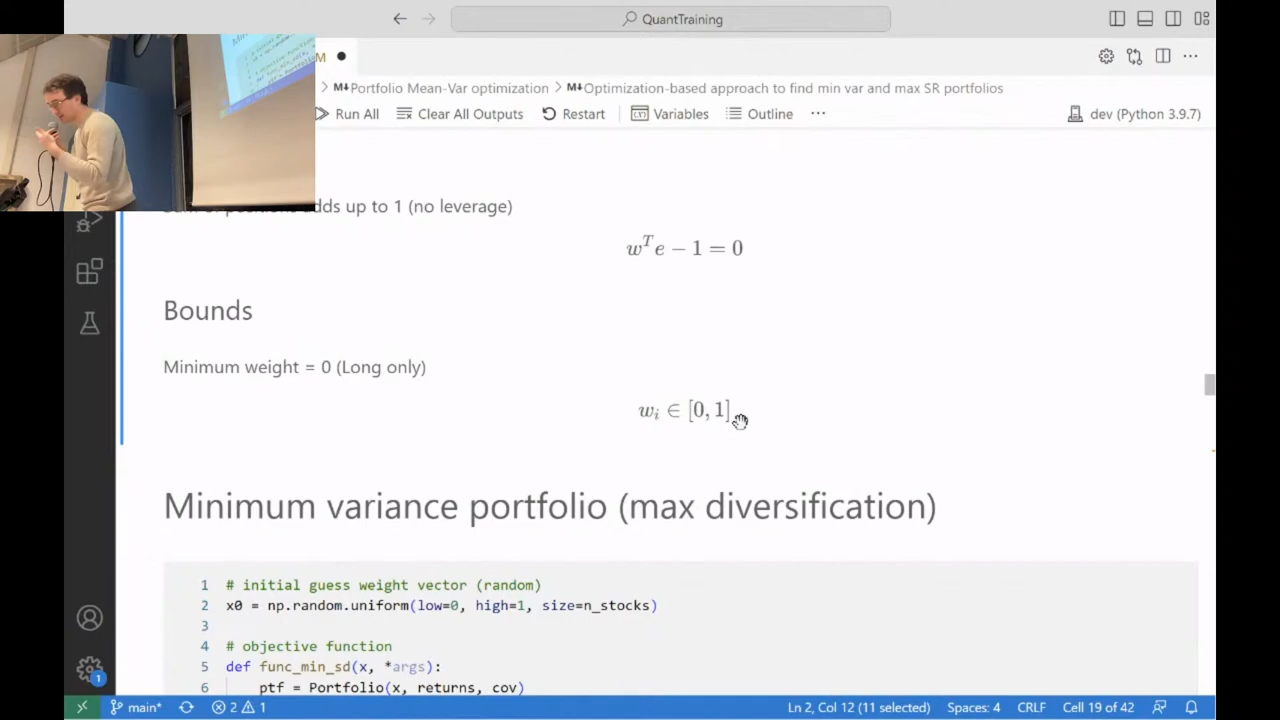 QuantTraining
M
Portfolio Mean-Var optimization > M↓Optimization-based approach to find min var and max SR portfolios
Run All Clear All Outputs Restart Variables Outline ... dev (Python 3.9.7)
adds up to 1 (no leverage)
w^T e − 1 = 0
Bounds
Minimum weight = 0 (Long only)
w_i ∈ [0, 1]
Minimum variance portfolio (max diversification)
1 # initial guess weight vector (random)
2 x0 = np.random.uniform(low=0, high=1, size=n_stocks)
3
4 # objective function
5 def func_min_sd(x, *args):
6 ptf = Portfolio(x, returns, cov)
1
main* 2 1 Ln 2, Col 12 (11 selected) Spaces: 4 CRLF Cell 19 of 42